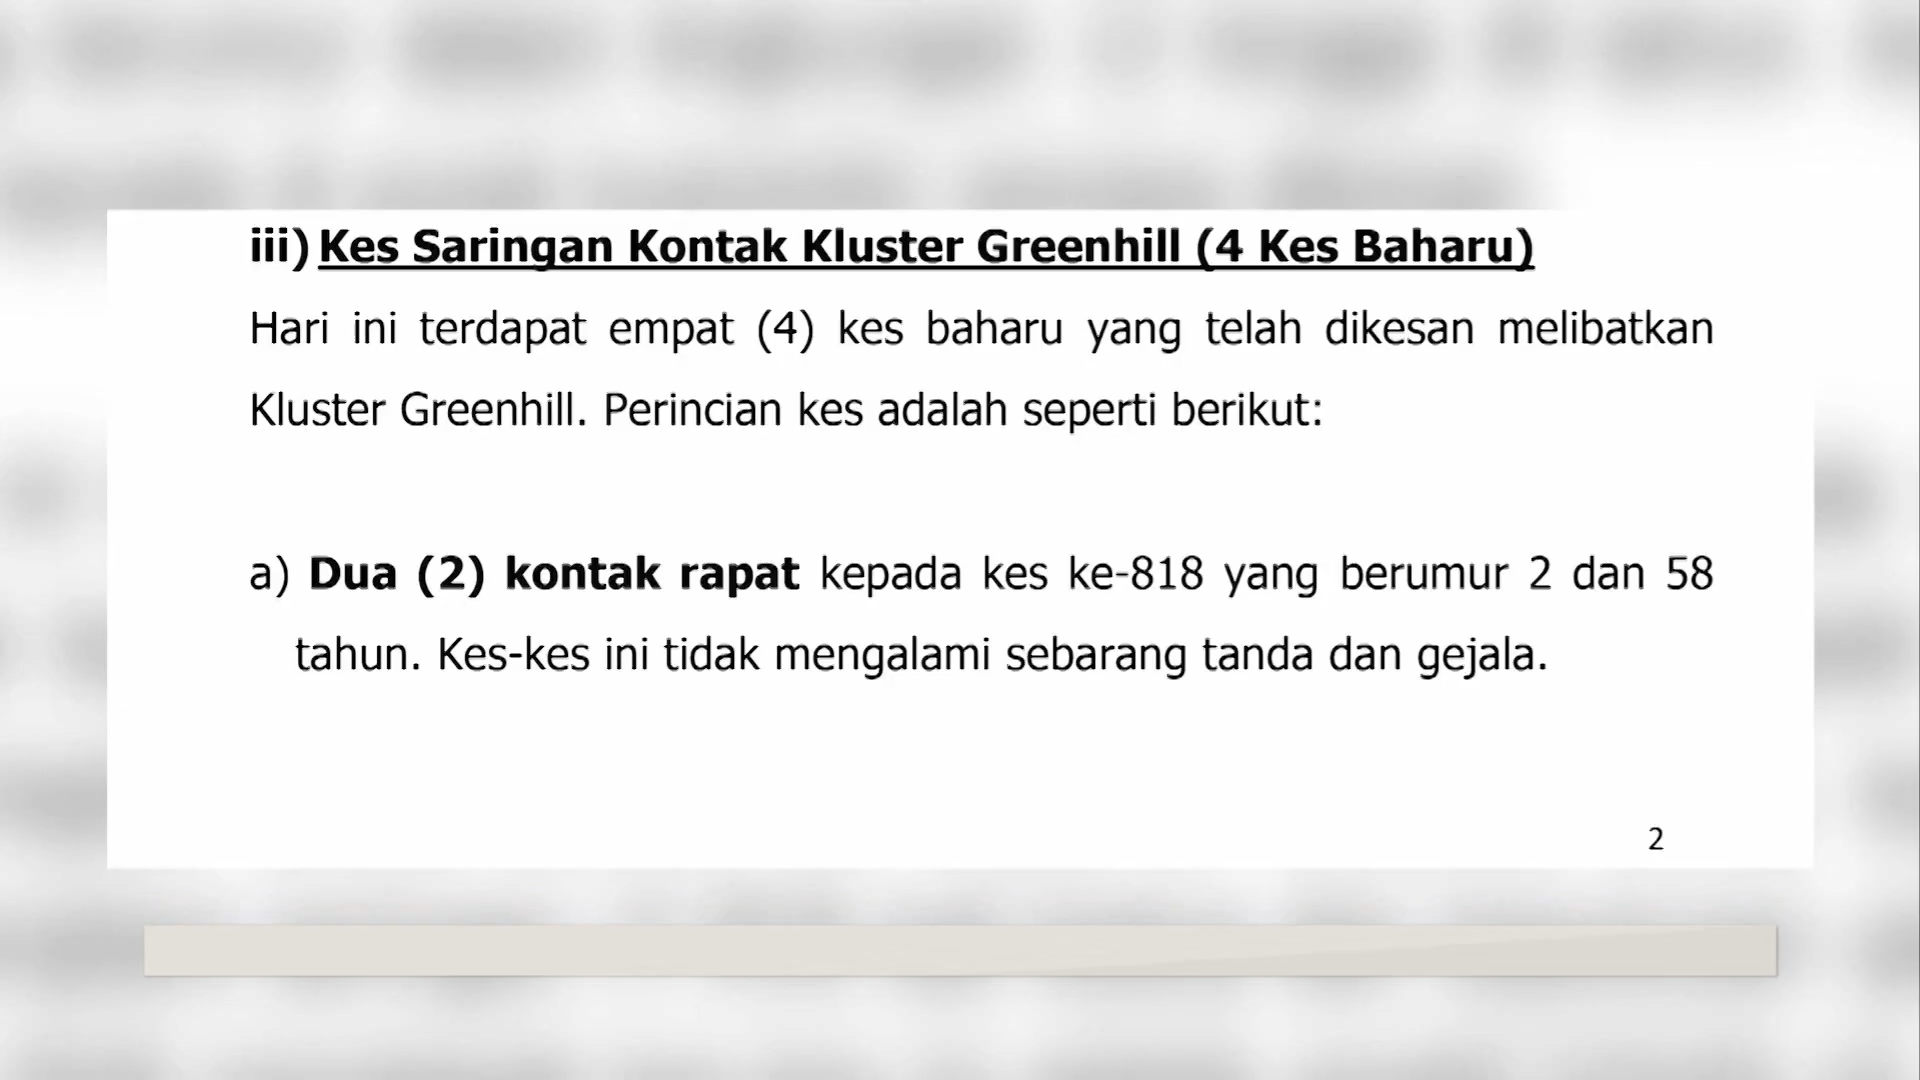 iii) Kes Saringan Kontak Kluster Greenhill (4 Kes Baharu)
Hari ini terdapat empat (4) kes baharu yang telah dikesan melibatkan
Kluster Greenhill. Perincian kes adalah seperti berikut:
a) Dua (2) kontak rapat kepada kes ke-818 yang berumur 2 dan 58
tahun. Kes-kes ini tidak mengalami sebarang tanda dan gejala.
2